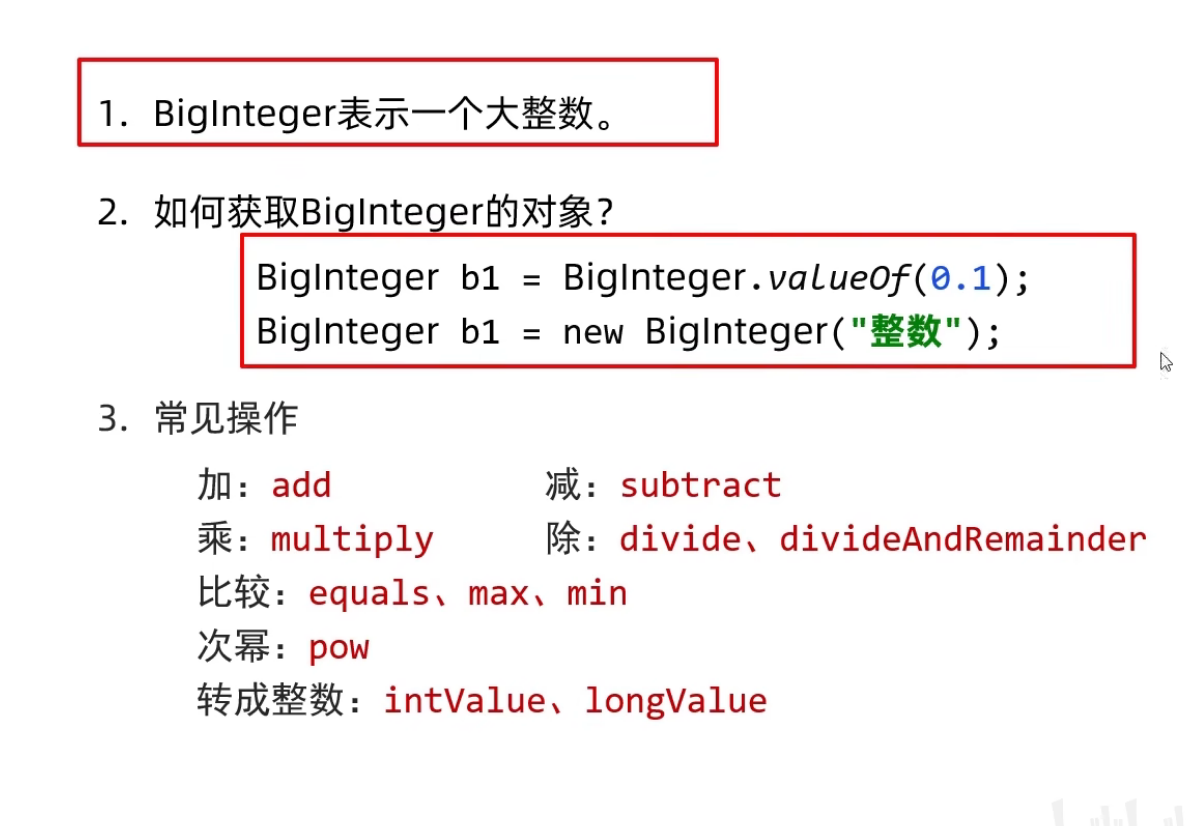 1. BigInteger表示一个大整数。
2. 如何获取BigInteger的对象？
BigInteger b1 = BigInteger.valueOf(0.1);
BigInteger b1 = new BigInteger("整数");
3. 常见操作
加：add 减：subtract
乘：multiply 除：divide、divideAndRemainder
比较：equals、max、min
次幂：pow
转成整数：intValue、longValue